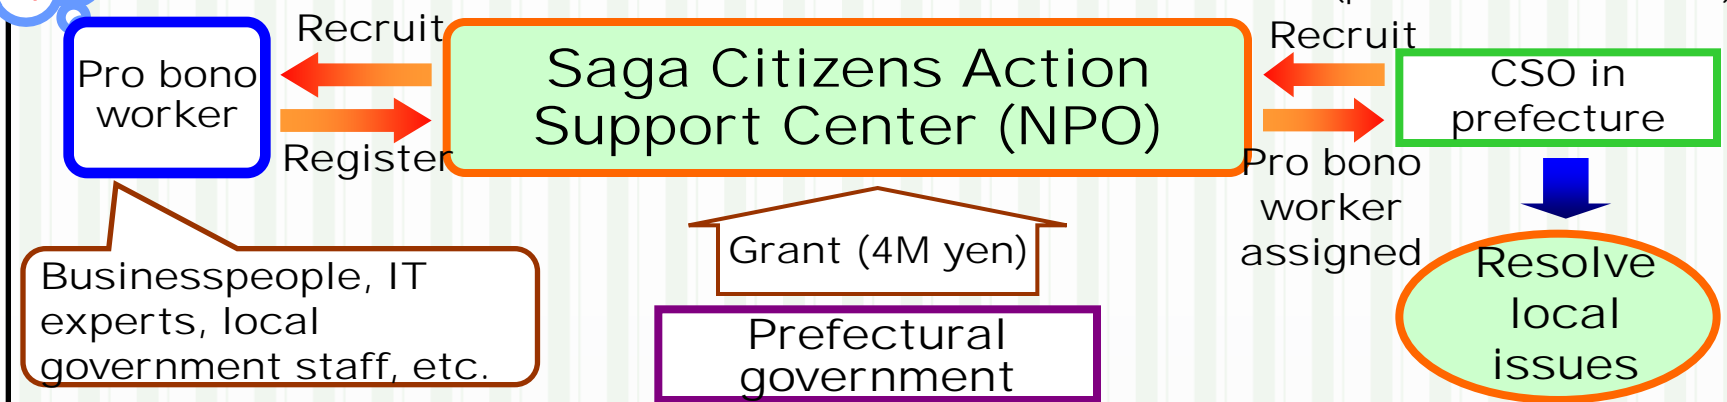 Recruit
Pro bono
worker
Register
Saga Citizens Action
Support Center (NPO)
Recruit
CSO in
prefecture
Pro bono
worker
assigned
Businesspeople, IT
experts, local
government staff, etc.
Grant (4M yen)
Prefectural
government
Resolve
local
issues